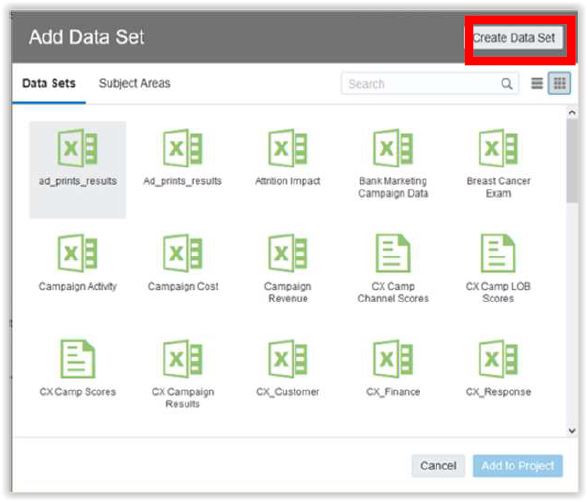 Add Data Set
Create Data Set
Data Sets
Subject Areas
Search
ad_prints_results
Ad_prints_results
Attrition Impact
Bank Marketing
Campaign Data
Breast Cancer
Exam
Campaign Activity
Campaign Cost
Campaign
Revenue
CX Camp
Channel Scores
CX Camp LOB
Scores
CX Camp Scores
CX Campaign
Results
CX_Customer
CX_Finance
CX_Response
Cancel
Add to Project